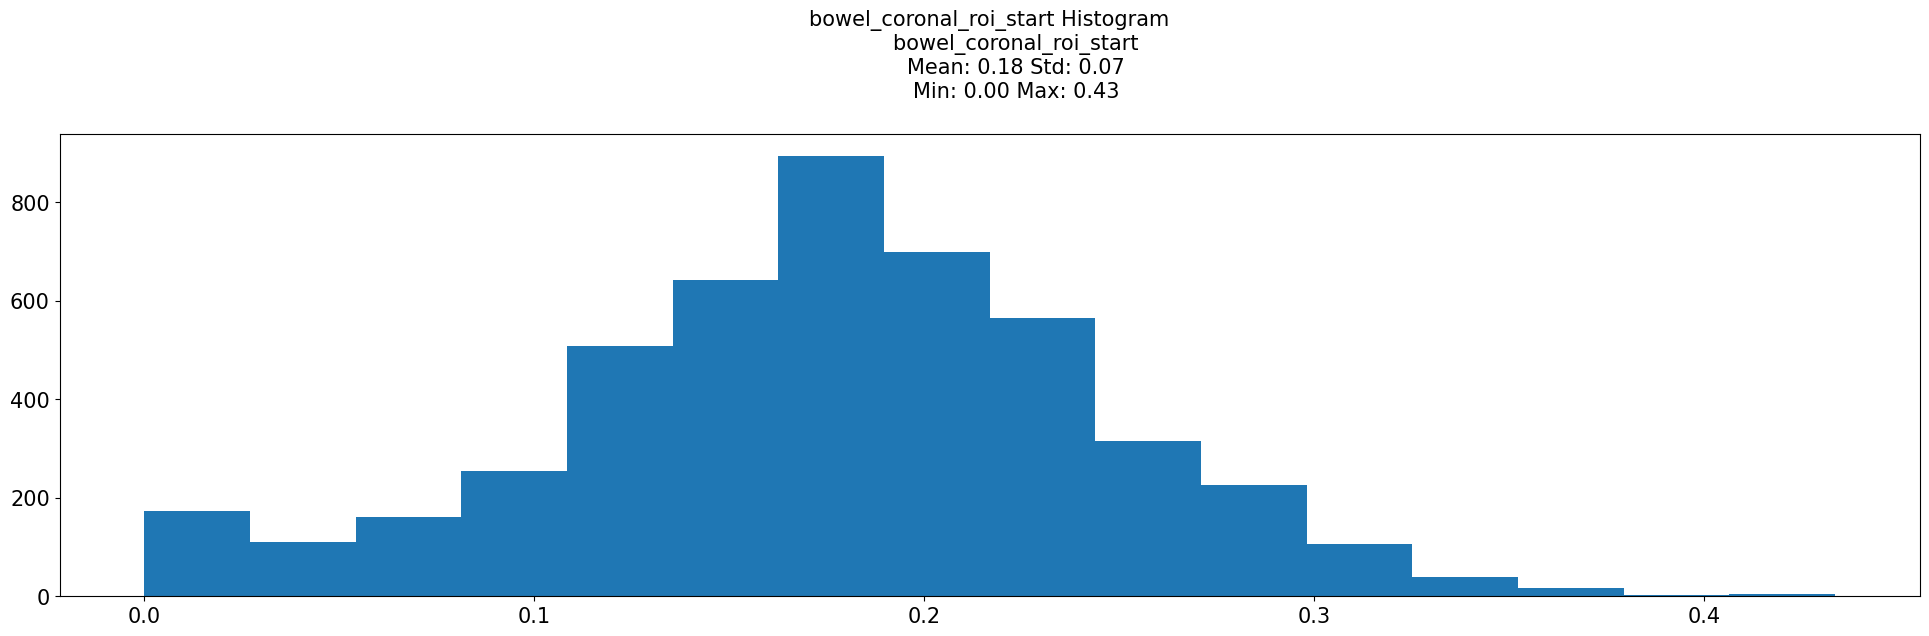 bowel_coronal_roi_start Histogram
bowel_coronal_roi_start
Mean: 0.18 Std: 0.07
Min: 0.00 Max: 0.43
800
600
400
200
0
0.0 0.1 0.2 0.3 0.4